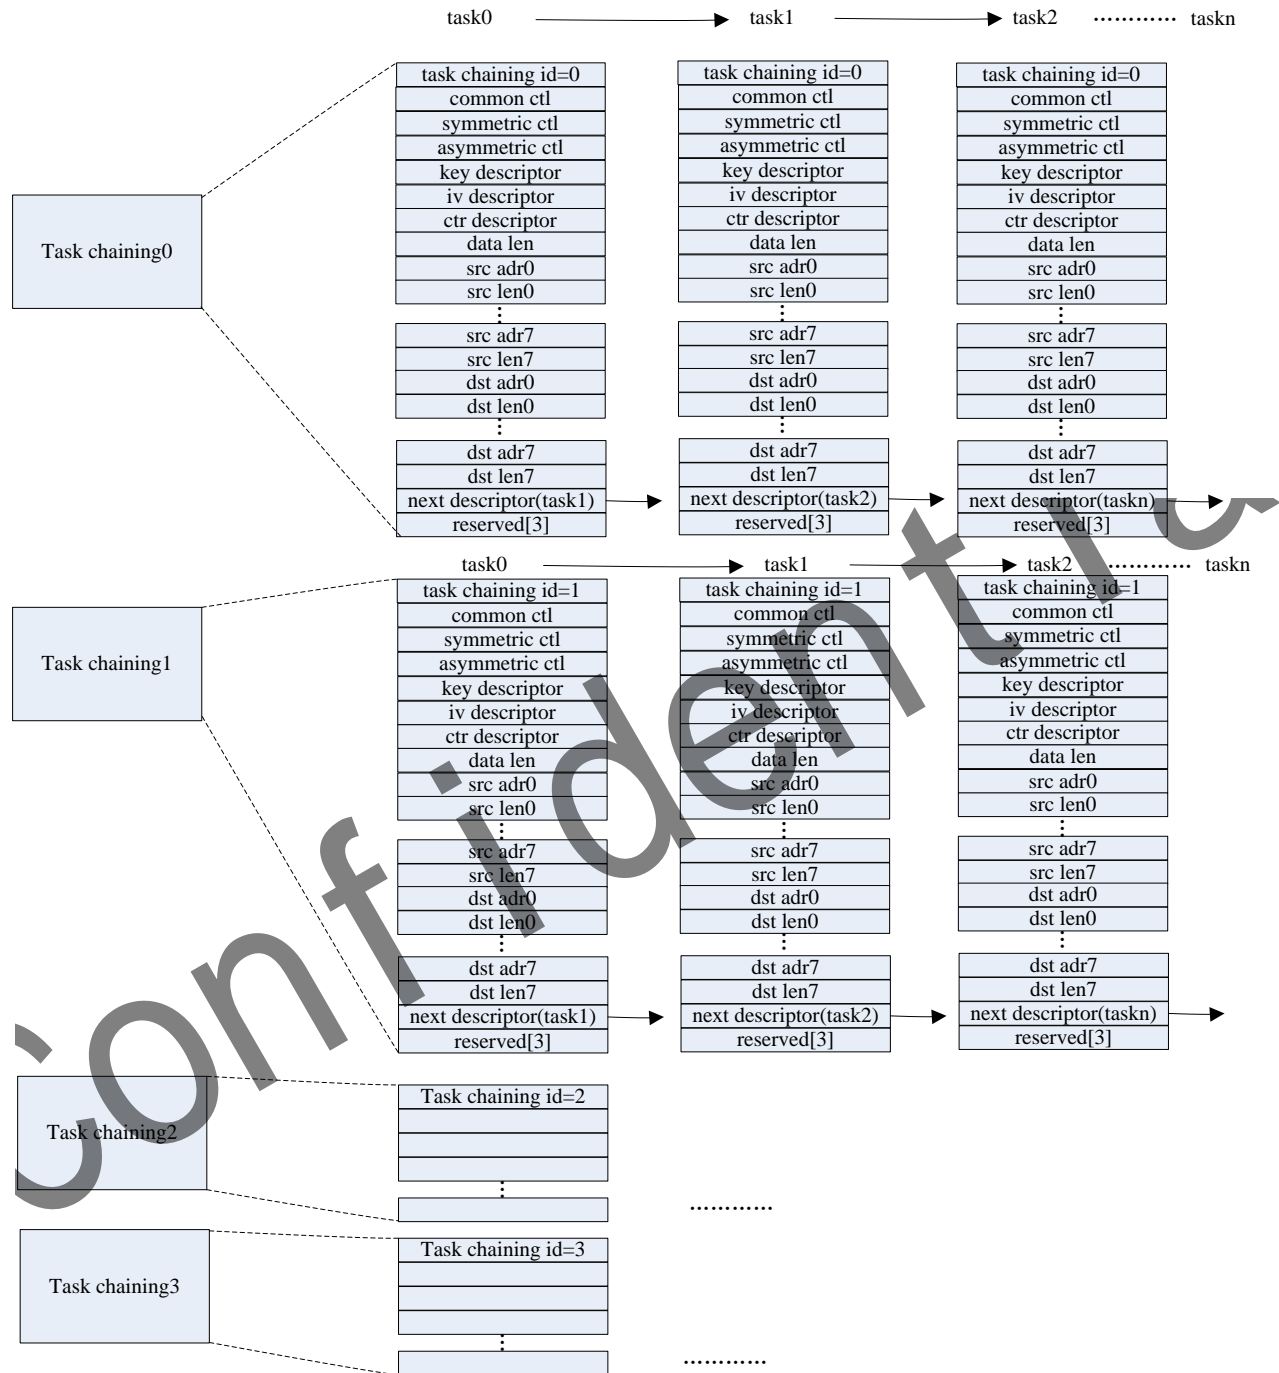 task0 task1 task2 ………… taskn
task chaining id=0 task chaining id=0 task chaining id=0
common ctl common ctl common ctl
symmetric ctl symmetric ctl symmetric ctl
asymmetric ctl asymmetric ctl asymmetric ctl
key descriptor key descriptor key descriptor
iv descriptor iv descriptor iv descriptor
ctr descriptor ctr descriptor ctr descriptor
Task chaining0 data len data len data len
src adr0 src adr0 src adr0
src len0 src len0 src len0
src adr7 src adr7 src adr7
src len7 src len7 src len7
dst adr0 dst adr0 dst adr0
dst len0 dst len0 dst len0
dst adr7 dst adr7 dst adr7
dst len7 dst len7 dst len7
next descriptor(task1) next descriptor(task2) next descriptor(taskn)
reserved[3] reserved[3] reserved[3]
task0 task1 task2 ………… taskn
task chaining id=1 task chaining id=1 task chaining id=1
common ctl common ctl common ctl
symmetric ctl symmetric ctl symmetric ctl
Task chaining1 asymmetric ctl asymmetric ctl asymmetric ctl
key descriptor key descriptor key descriptor
iv descriptor iv descriptor iv descriptor
ctr descriptor ctr descriptor ctr descriptor
data len data len data len
src adr0 src adr0 src adr0
src len0 src len0 src len0
src adr7 src adr7 src adr7
src len7 src len7 src len7
dst adr0 dst adr0 dst adr0
dst len0 dst len0 dst len0
dst adr7 dst adr7 dst adr7
dst len7 dst len7 dst len7
next descriptor(task1) next descriptor(task2) next descriptor(taskn)
reserved[3] reserved[3] reserved[3]
Task chaining id=2
Task chaining2
…………
Task chaining id=3
Task chaining3
…………
Confidentia